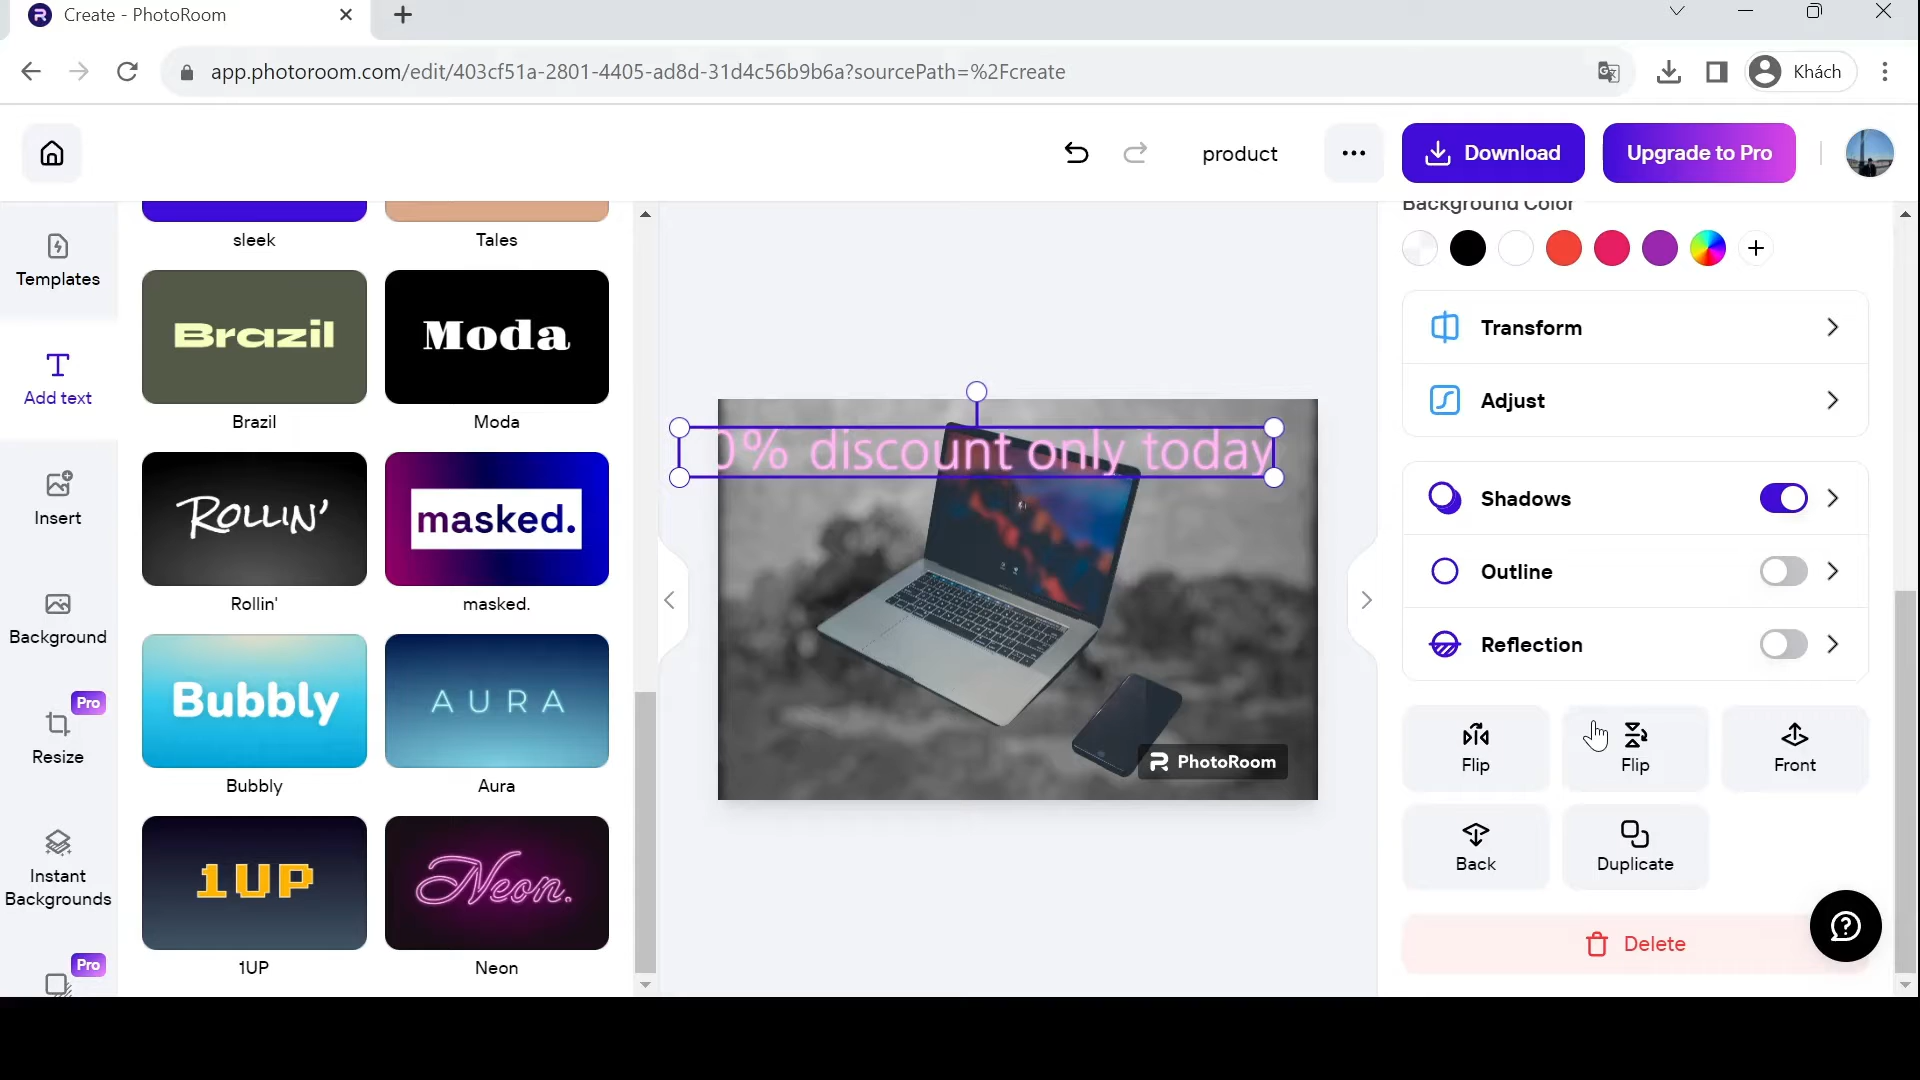 Create - PhotoRoom
app.photoroom.com/edit/403cf51a-2801-4405-ad8d-31d4c56b9b6a?sourcePath=%2Fcreate
Khách
product
Download
Upgrade to Pro
Templates
Add text
Insert
Background
Pro
Resize
Instant
Backgrounds
Pro
sleek
Tales
Brazil
Moda
Brazil
Moda
ROLLIN'
masked.
Rollin'
masked.
Bubbly
AURA
Bubbly
Aura
1UP
Neon.
1UP
Neon
0% discount only today
PhotoRoom
Background Color
Transform
Adjust
Shadows
Outline
Reflection
Flip
Flip
Front
Back
Duplicate
Delete